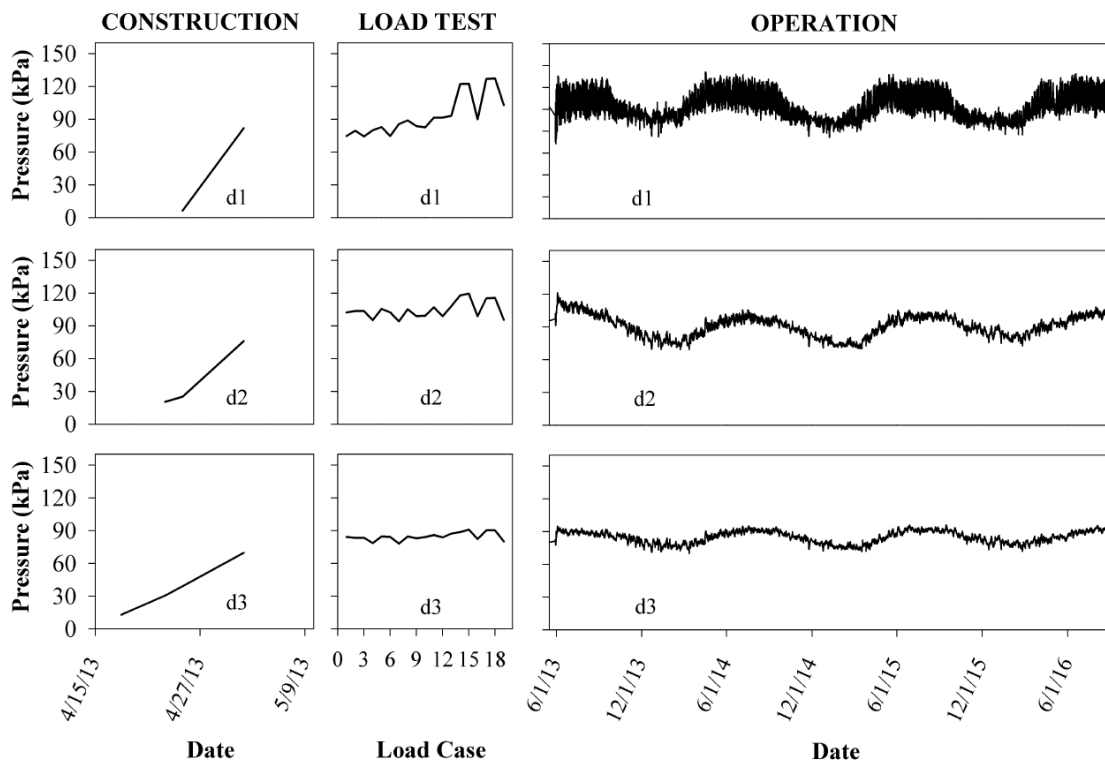 CONSTRUCTION LOAD TEST OPERATION
Pressure (kPa)
150
120
90
60
30
0
d1 d1 d1
Pressure (kPa)
150
120
90
60
30
0
d2 d2 d2
Pressure (kPa)
150
120
90
60
30
0
d3 d3 d3
4/15/13 4/27/13 5/9/13
0 3 6 9 12 15 18
6/1/13 12/1/13 6/1/14 12/1/14 6/1/15 12/1/15 6/1/16
Date Load Case Date